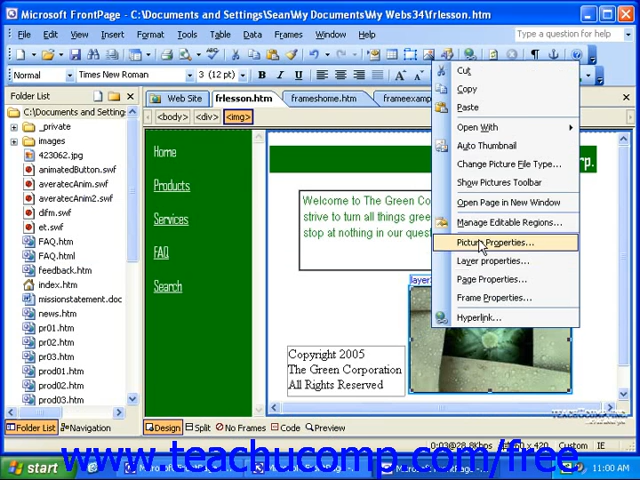 Microsoft FrontPage - C:\Documents and Settings\Sean\My Documents\My Webs34\frlesson.htm
File Edit View Insert Format Tools Table Data Frames Window Help
Type a question for help
Normal Times New Roman 3 (12 pt) B I U
Folder List
Web Site frlesson.htm frameshome.htm
<body> <div> <img>
C:\Documents and Settings
_private
images
423062.jpg
animatedButton.swf
averatecAnim.swf
averatecAnim2.swf
difm.swf
et.swf
FAQ.htm
FAQ.htm
feedback.htm
index.htm
missionstatement.doc
news.htm
pr01.htm
pr02.htm
pr03.htm
prod01.htm
prod02.htm
prod03.htm
Home
Products
Services
FAQ
Search
Corp.
Welcome to The Green
strive to turn all things
stop at nothing in our
Copyright 2005
The Green Corporation
All Rights Reserved
Cut
Copy
Paste
Open With
Auto Thumbnail
Change Picture File Type...
Show Pictures Toolbar
Open Page in New Window
Manage Editable Regions...
Picture Properties...
Layer properties...
Page Properties...
Frame Properties...
Hyperlink...
Folder List Navigation
Design Split No Frames Code Preview
0:03@28.8Kbps Custom IE
www.teachucomp.com/free
start
11:00 AM